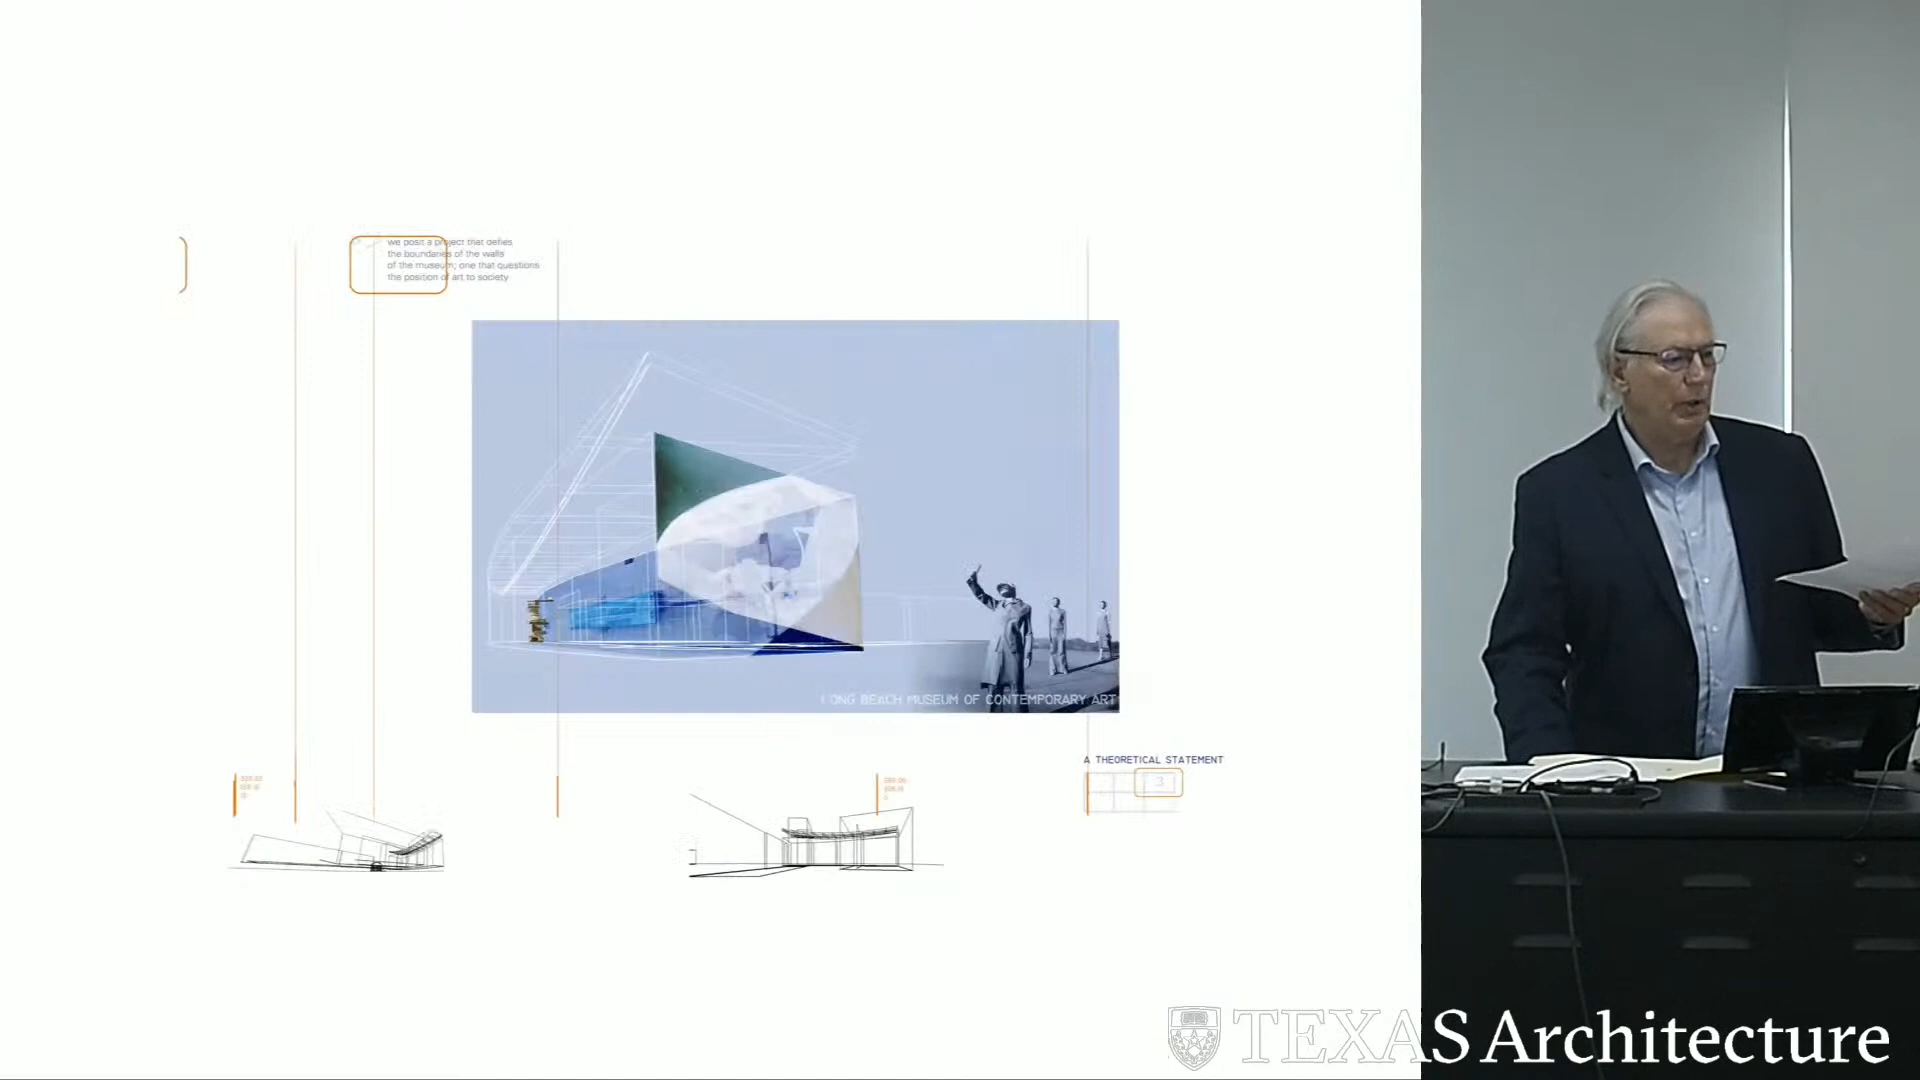 we posit a project that defies
the boundaries of the walls
of the museum; one that questions
the position of art to society
LONG BEACH MUSEUM OF CONTEMPORARY ART
A THEORETICAL STATEMENT
3
TEXAS Architecture